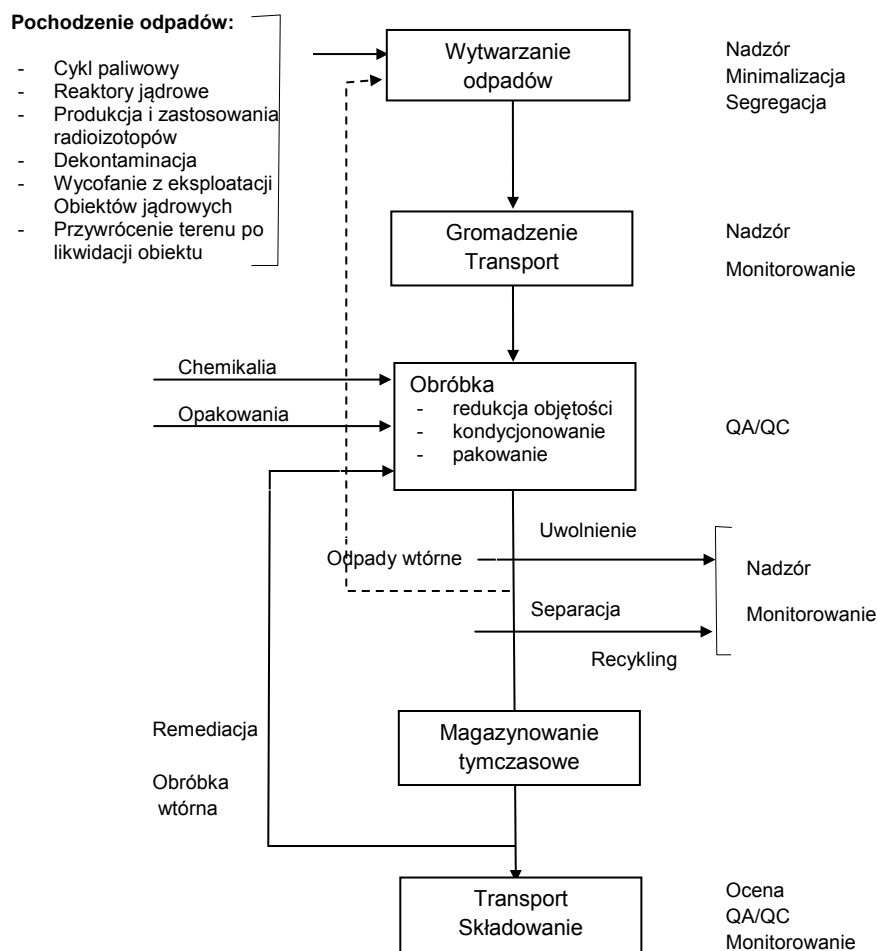 Pochodzenie odpadów:
- Cykl paliwowy
- Reaktory jądrowe
- Produkcja i zastosowania
radioizotopów
- Dekontaminacja
- Wycofanie z eksploatacji
Obiektów jądrowych
- Przywrócenie terenu po
likwidacji obiektu
Wytwarzanie
odpadów
Nadzór
Minimalizacja
Segregacja
Gromadzenie
Transport
Nadzór
Monitorowanie
Chemikalia
Opakowania
Obróbka
- redukcja objętości
- kondycjonowanie
- pakowanie
QA/QC
Uwolnienie
Odpady wtórne
Separacja
Recykling
Nadzór
Monitorowanie
Remediacja
Obróbka
wtórna
Magazynowanie
tymczasowe
Transport
Składowanie
Ocena
QA/QC
Monitorowanie